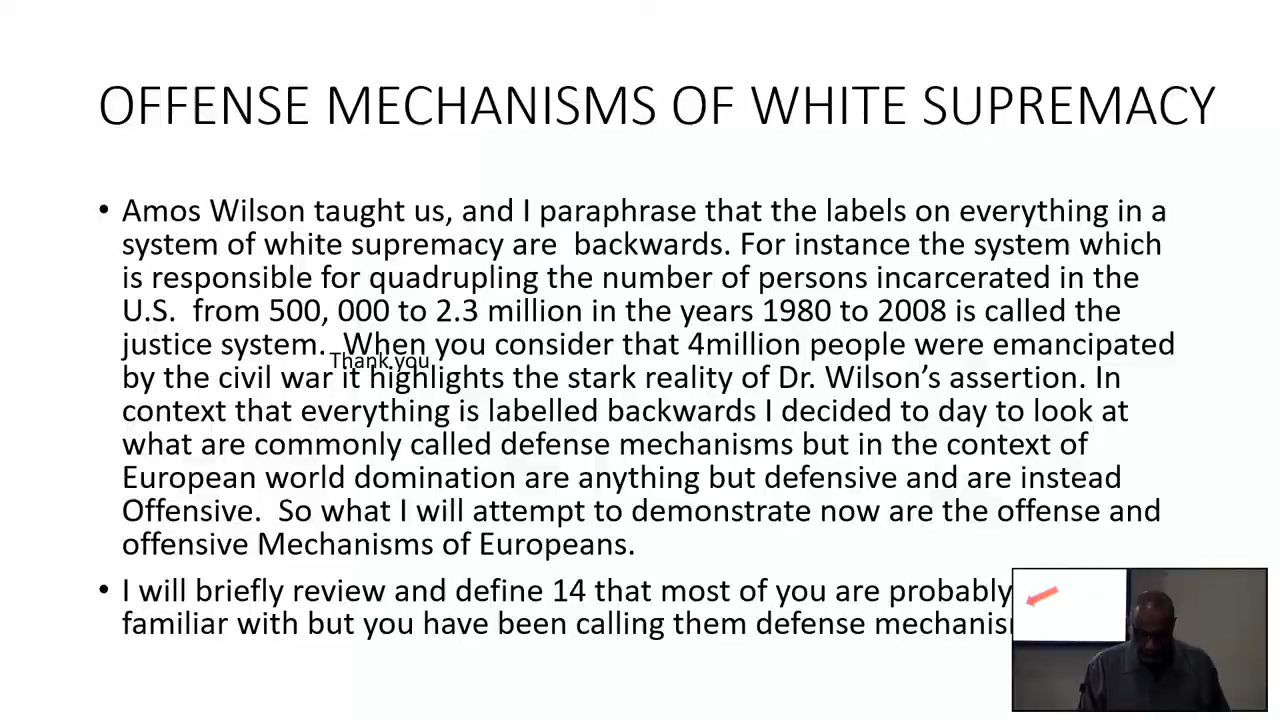 OFFENSE MECHANISMS OF WHITE SUPREMACY
• Amos Wilson taught us, and I paraphrase that the labels on everything in a
system of white supremacy are backwards. For instance the system which
is responsible for quadrupling the number of persons incarcerated in the
U.S. from 500, 000 to 2.3 million in the years 1980 to 2008 is called the
justice system. When you consider that 4million people were emancipated
Thank you
by the civil war it highlights the stark reality of Dr. Wilson’s assertion. In
context that everything is labelled backwards I decided to day to look at
what are commonly called defense mechanisms but in the context of
European world domination are anything but defensive and are instead
Offensive. So what I will attempt to demonstrate now are the offense and
offensive Mechanisms of Europeans.
• I will briefly review and define 14 that most of you are probably
familiar with but you have been calling them defense mechanis